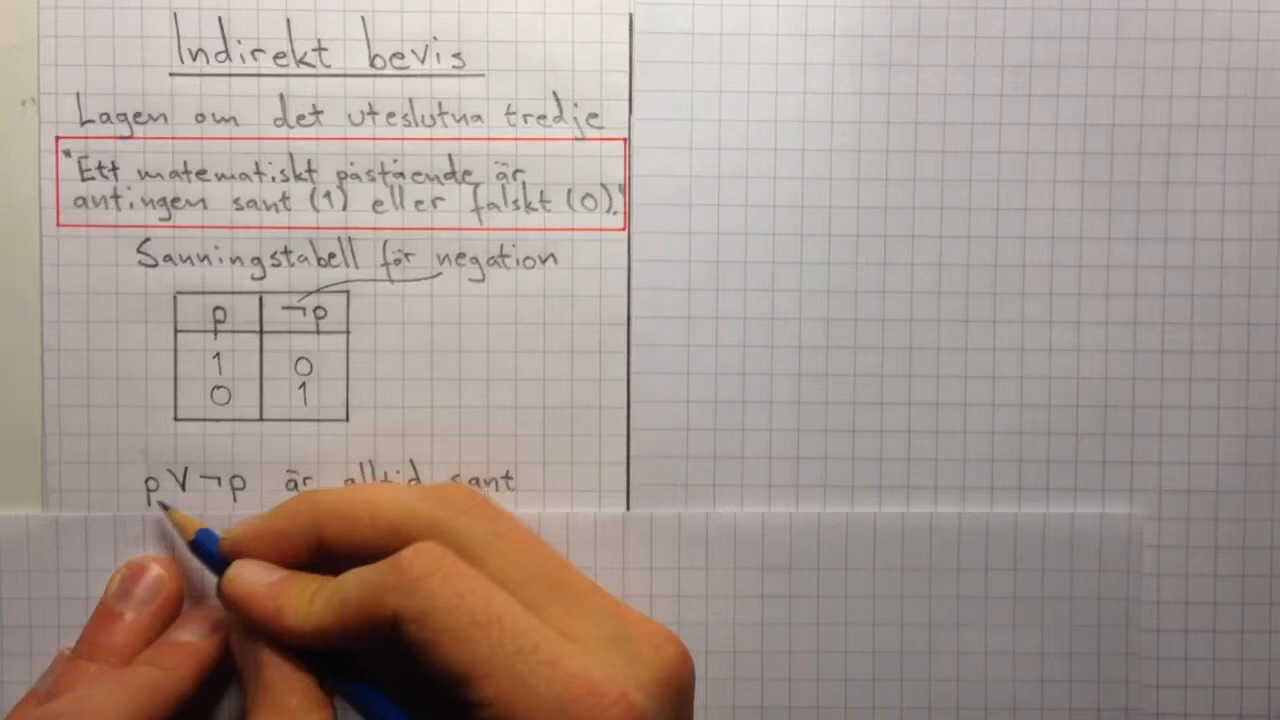 Indirekt bevis
Lagen om det uteslutna tredje
"Ett matematiskt påstående är
antingen sant (1) eller falskt (0)."
Sanningstabell för negation
p ¬p
1 0
0 1
p V ¬p är alltid sant